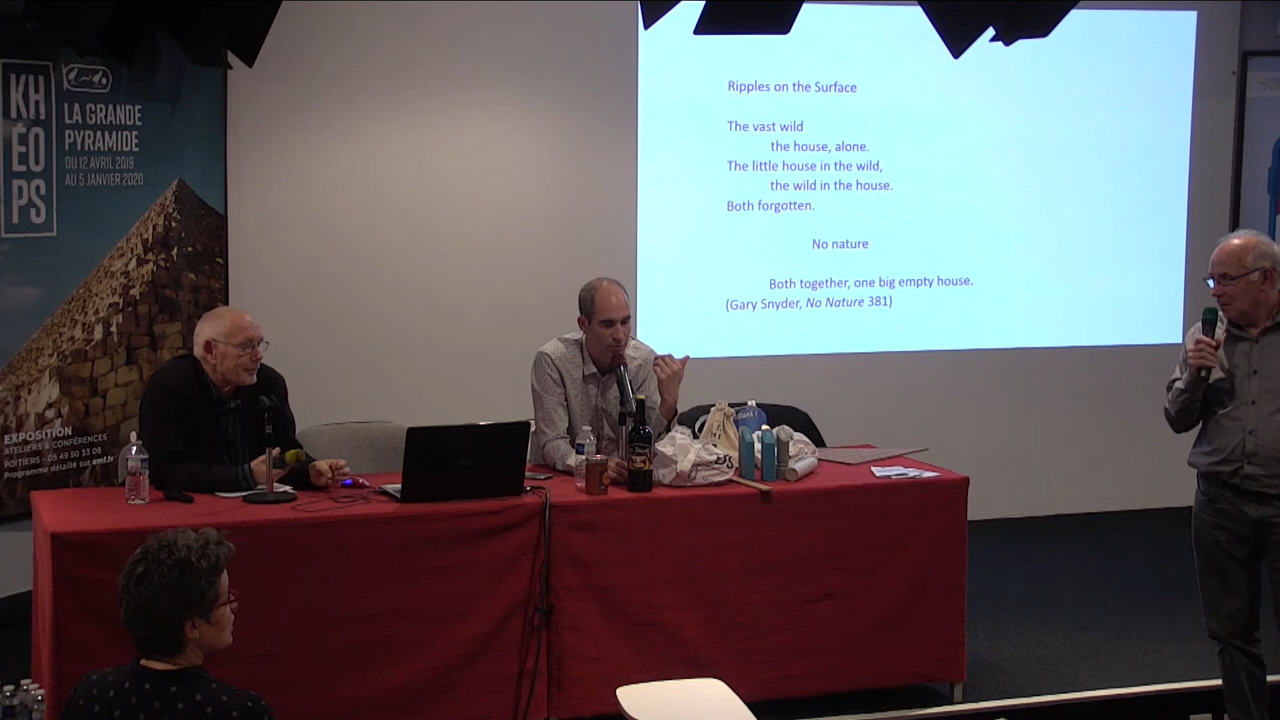 KH
ÉO
PS
LA GRANDE
PYRAMIDE
DU 12 AVRIL 2019
AU 5 JANVIER 2020
EXPOSITION
ATELIERS & CONFÉRENCES
POITIERS - 05 49 50 33 08
Programme détaillé sur emf.fr
Ripples on the Surface
The vast wild
the house, alone.
The little house in the wild,
the wild in the house.
Both forgotten.
No nature
Both together, one big empty house.
(Gary Snyder, No Nature 381)